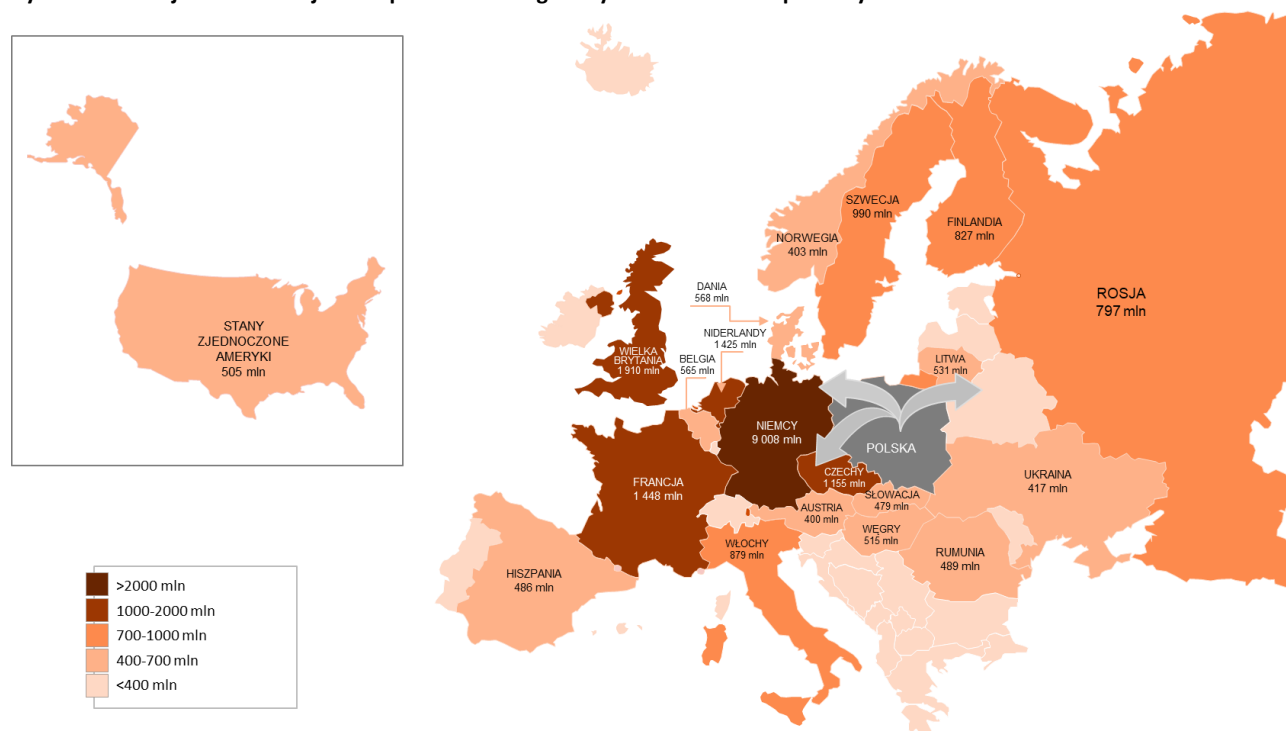 STANY
ZJEDNOCZONE
AMERYKI
505 mln
SZWECJA
990 mln
FINLANDIA
827 mln
NORWEGIA
403 mln
ROSJA
797 mln
DANIA
568 mln
NIDERLANDY
1 425 mln
WIELKA
BRYTANIA
1 910 mln
BELGIA
565 mln
LITWA
531 mln
NIEMCY
9 008 mln
POLSKA
FRANCJA
1 448 mln
CZECHY
1 155 mln
UKRAINA
417 mln
SŁOWACJA
479 mln
AUSTRIA
400 mln
WĘGRY
515 mln
WŁOCHY
879 mln
RUMUNIA
489 mln
HISZPANIA
486 mln
>2000 mln
1000-2000 mln
700-1000 mln
400-700 mln
<400 mln